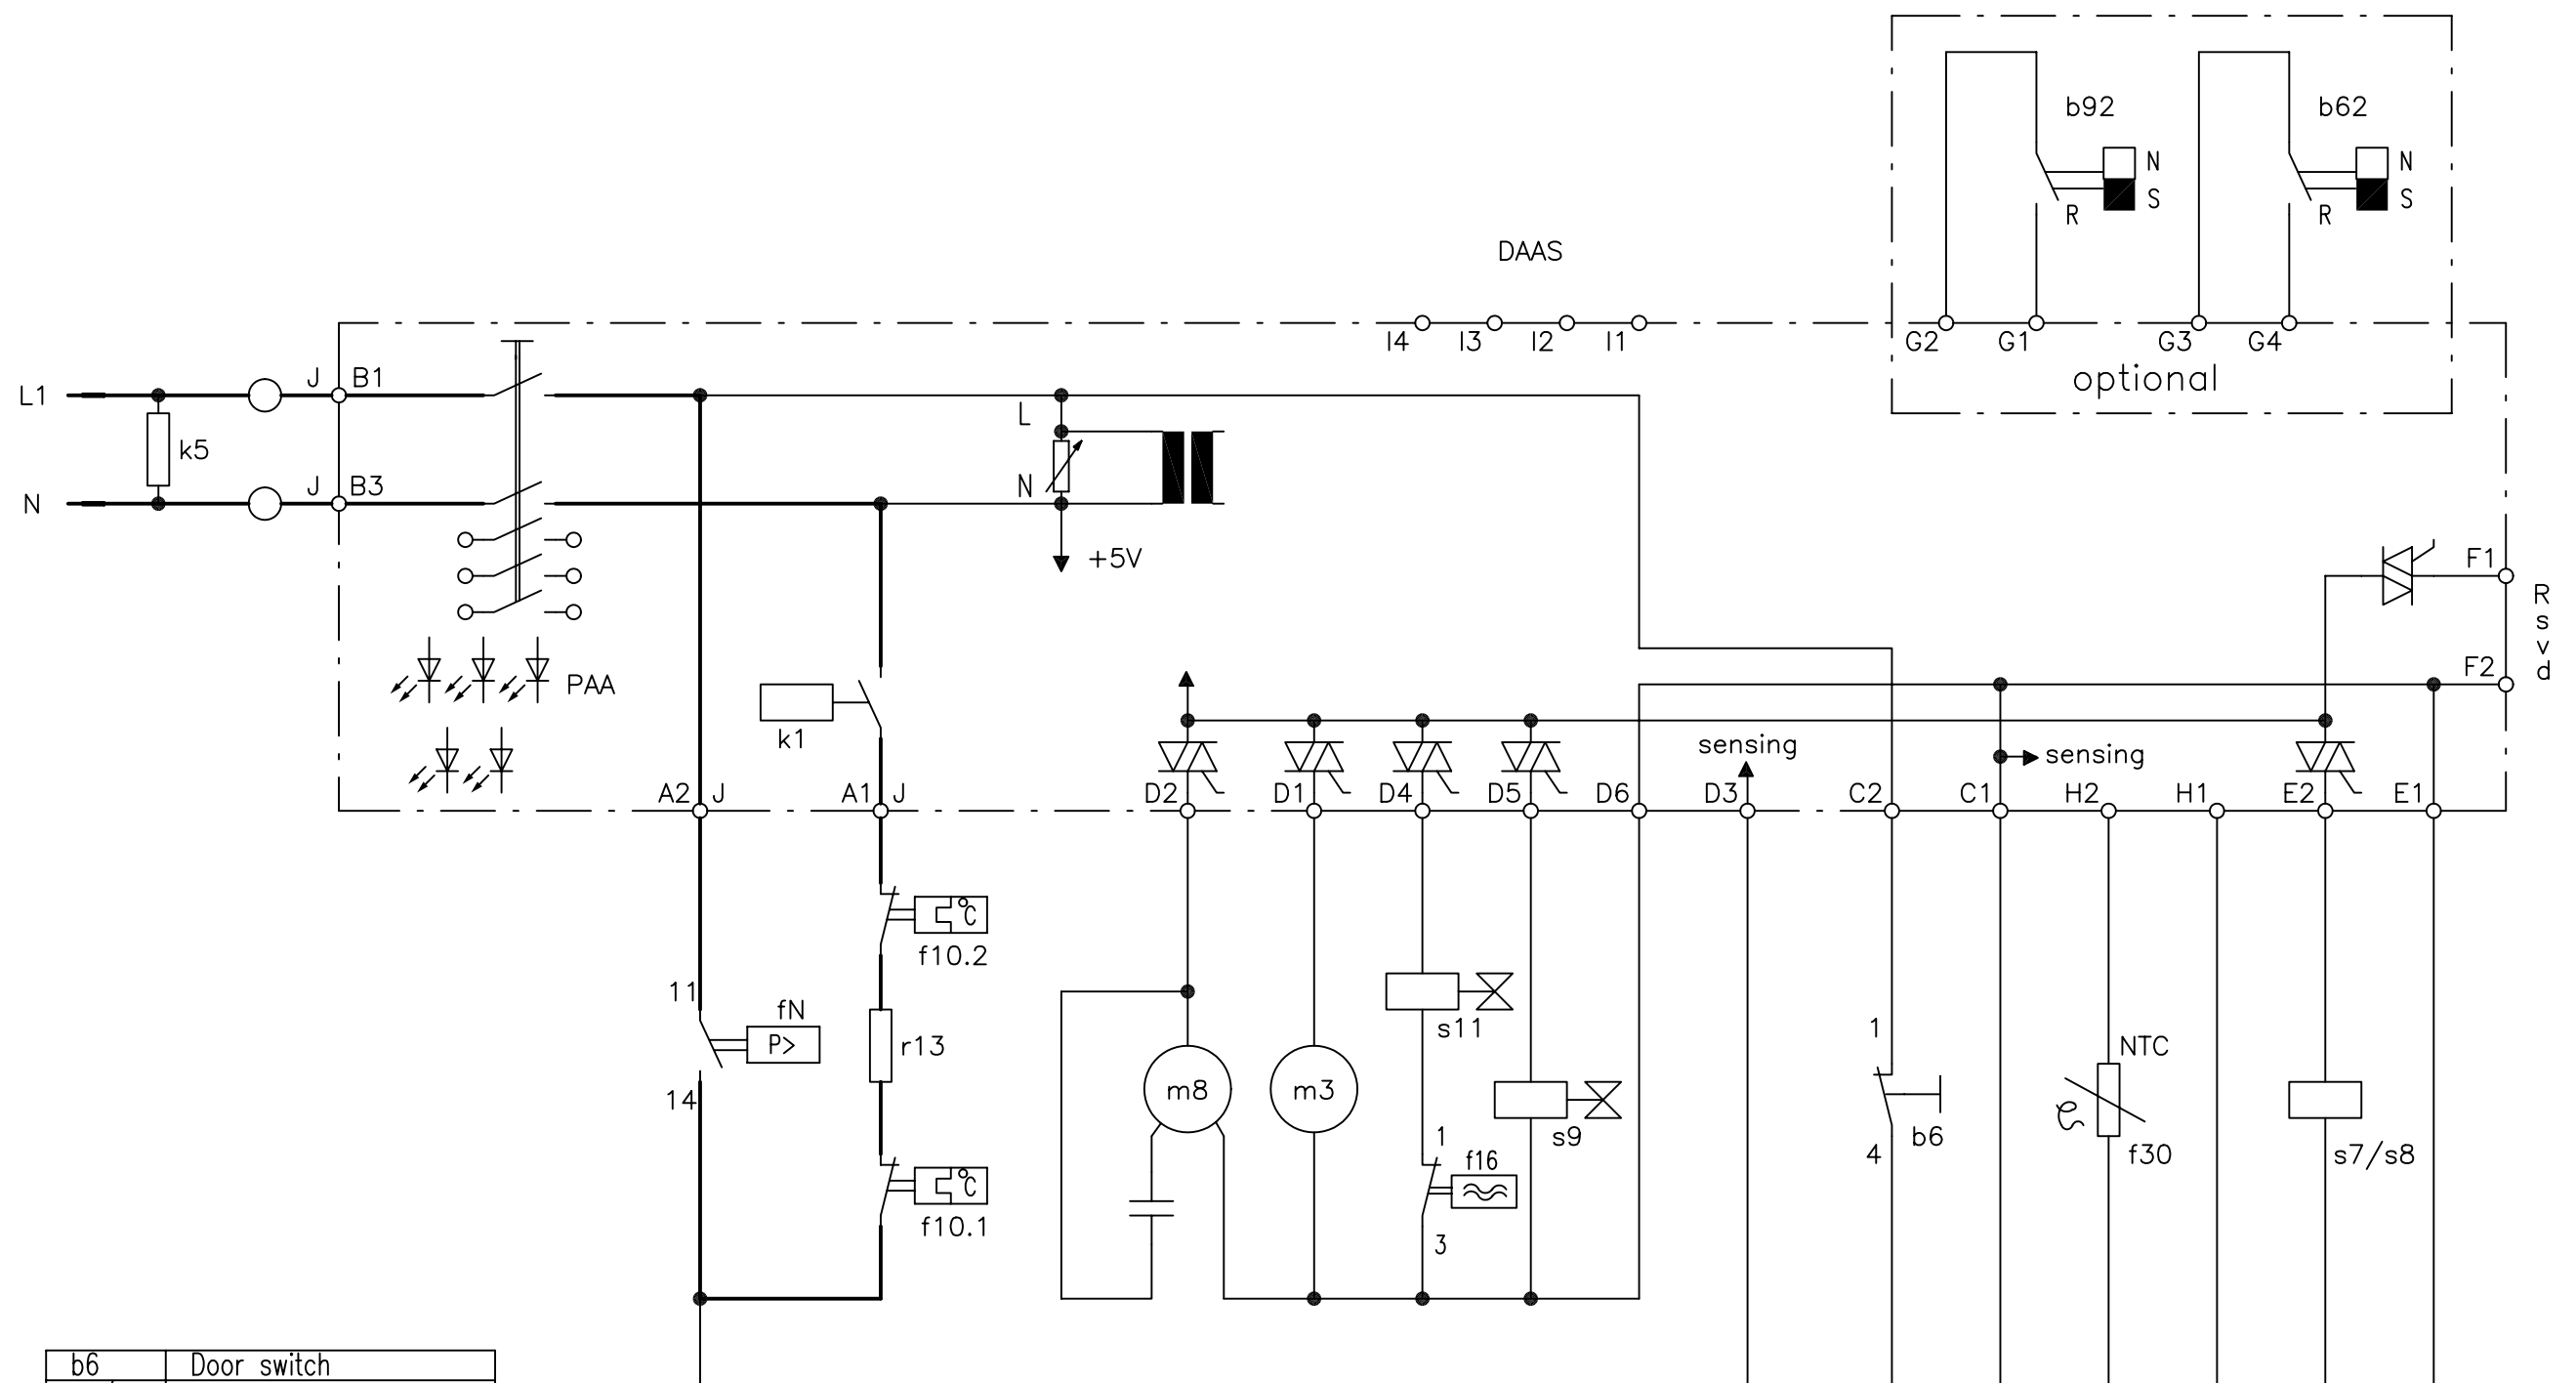 b92
N
S
R
b62
N
S
R
DAAS
I4 I3 I2 I1
G2 G1 G3 G4
optional
L1
J B1
k5
N
J B3
L
N
+5V
F1
Rsvd
F2
PAA
k1
sensing
sensing
A2 J
A1 J
D2 D1 D4 D5 D6 D3 C2 C1 H2 H1 E2 E1
°C
f10.2
11
fN
P>
14
r13
s11
1
NTC
m8
m3
s9
b6
4
f30
s7/s8
1
f16
3
°C
f10.1
b6 Door switch